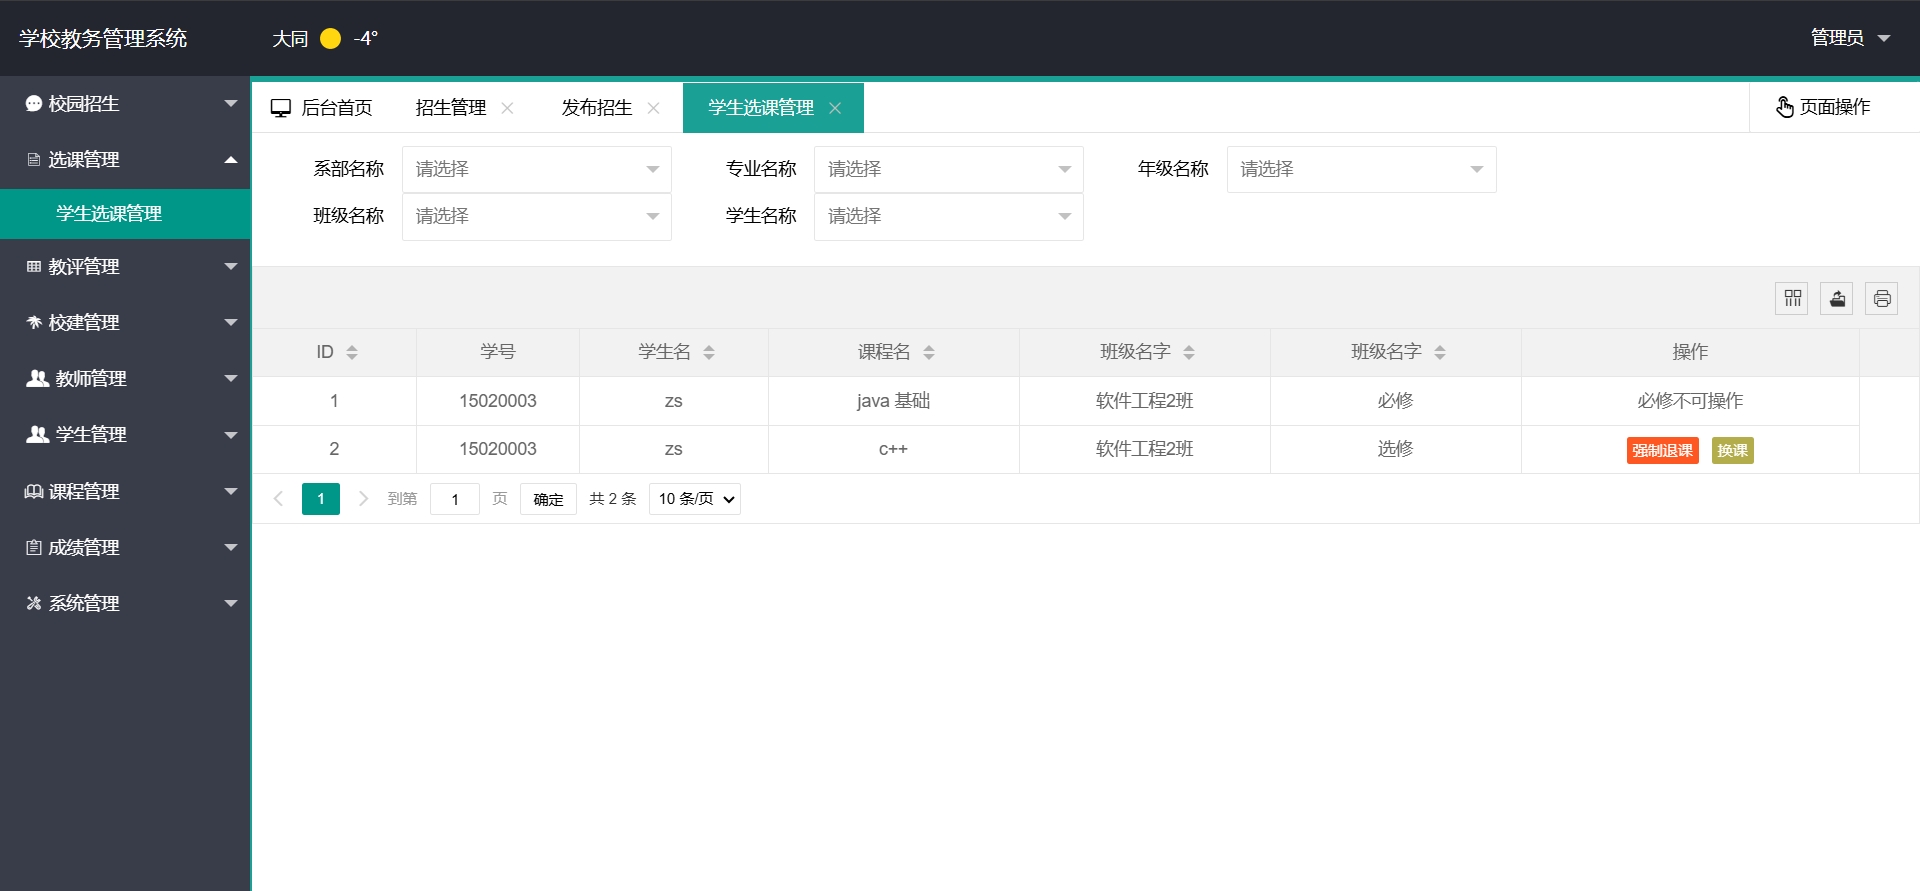 学校教务管理系统
大同 -4°
管理员
校园招生
选课管理
学生选课管理
教评管理
校建管理
教师管理
学生管理
课程管理
成绩管理
系统管理
后台首页 招生管理 发布招生 学生选课管理 页面操作
系部名称 请选择 专业名称 请选择 年级名称 请选择
班级名称 请选择 学生名称 请选择
ID 学号 学生名 课程名 班级名字 班级名字 操作
1 15020003 zs java 基础 软件工程2班 必修 必修不可操作
2 15020003 zs c++ 软件工程2班 选修 强制退课 换课
1 到第 1 页 确定 共 2 条 10 条/页